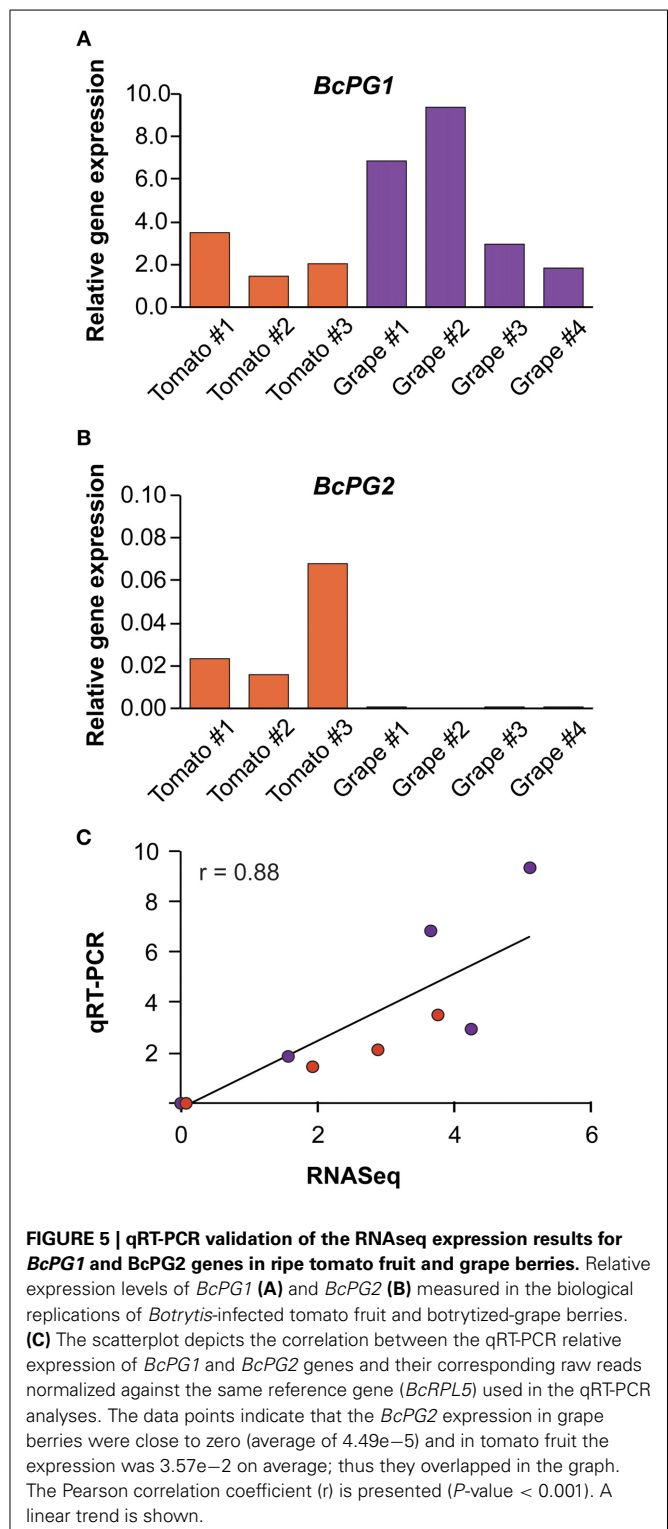 A
BcPG1
Relative gene expression
10.0
8.0
6.0
4.0
2.0
0.0
Tomato #1
Tomato #2
Tomato #3
Grape #1
Grape #2
Grape #3
Grape #4
B
BcPG2
Relative gene expression
0.10
0.08
0.06
0.04
0.02
0.00
Tomato #1
Tomato #2
Tomato #3
Grape #1
Grape #2
Grape #3
Grape #4
C
r = 0.88
qRT-PCR
10
8
6
4
2
0
2
4
6
RNASeq
FIGURE 5 | qRT-PCR validation of the RNAseq expression results for
BcPG1 and BcPG2 genes in ripe tomato fruit and grape berries. Relative
expression levels of BcPG1 (A) and BcPG2 (B) measured in the biological
replications of Botrytis-infected tomato fruit and botrytized-grape berries.
(C) The scatterplot depicts the correlation between the qRT-PCR relative
expression of BcPG1 and BcPG2 genes and their corresponding raw reads
normalized against the same reference gene (BcRPL5) used in the qRT-PCR
analyses. The data points indicate that the BcPG2 expression in grape
berries were close to zero (average of 4.49e−5) and in tomato fruit the
expression was 3.57e−2 on average; thus they overlapped in the graph.
The Pearson correlation coefficient (r) is presented (P-value < 0.001). A
linear trend is shown.